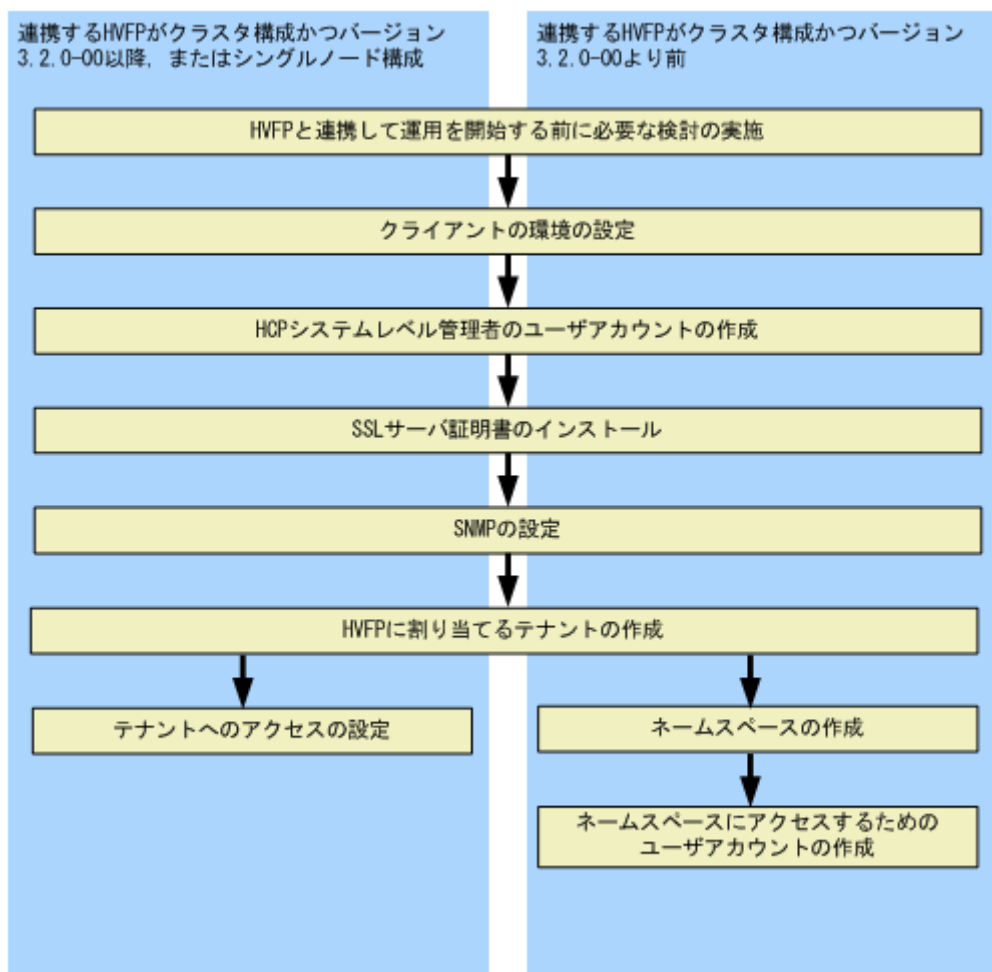 連携するHVFPがクラスタ構成かつバージョン
3.2.0-00以降, またはシングルノード構成
連携するHVFPがクラスタ構成かつバージョン
3.2.0-00より前
HVFPと連携して運用を開始する前に必要な検討の実施
クライアントの環境の設定
HCPシステムレベル管理者のユーザアカウントの作成
SSLサーバ証明書のインストール
SNMPの設定
HVFPに割り当てるテナントの作成
テナントへのアクセスの設定
ネームスペースの作成
ネームスペースにアクセスするための
ユーザアカウントの作成